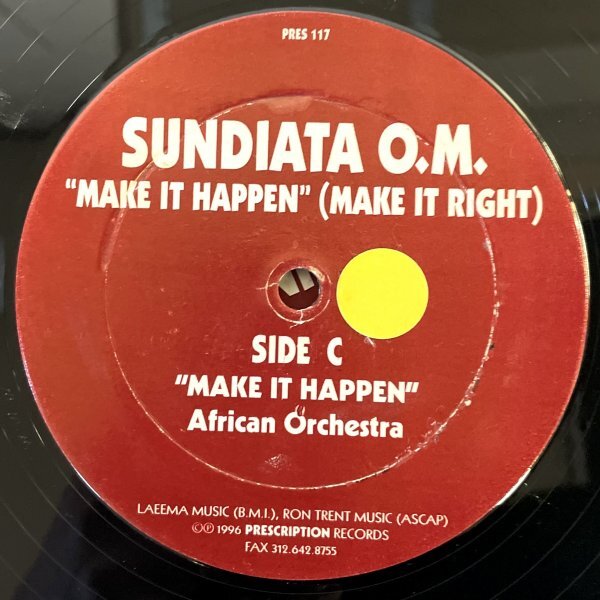 PRES 117
SUNDIATA O.M.
"MAKE IT HAPPEN" (MAKE IT RIGHT)
SIDE C
"MAKE IT HAPPEN"
African Orchestra
LAEEMA MUSIC (B.M.I.), RON TRENT MUSIC (ASCAP)
©℗ 1996 PRESCRIPTION RECORDS
FAX 312.642.8755